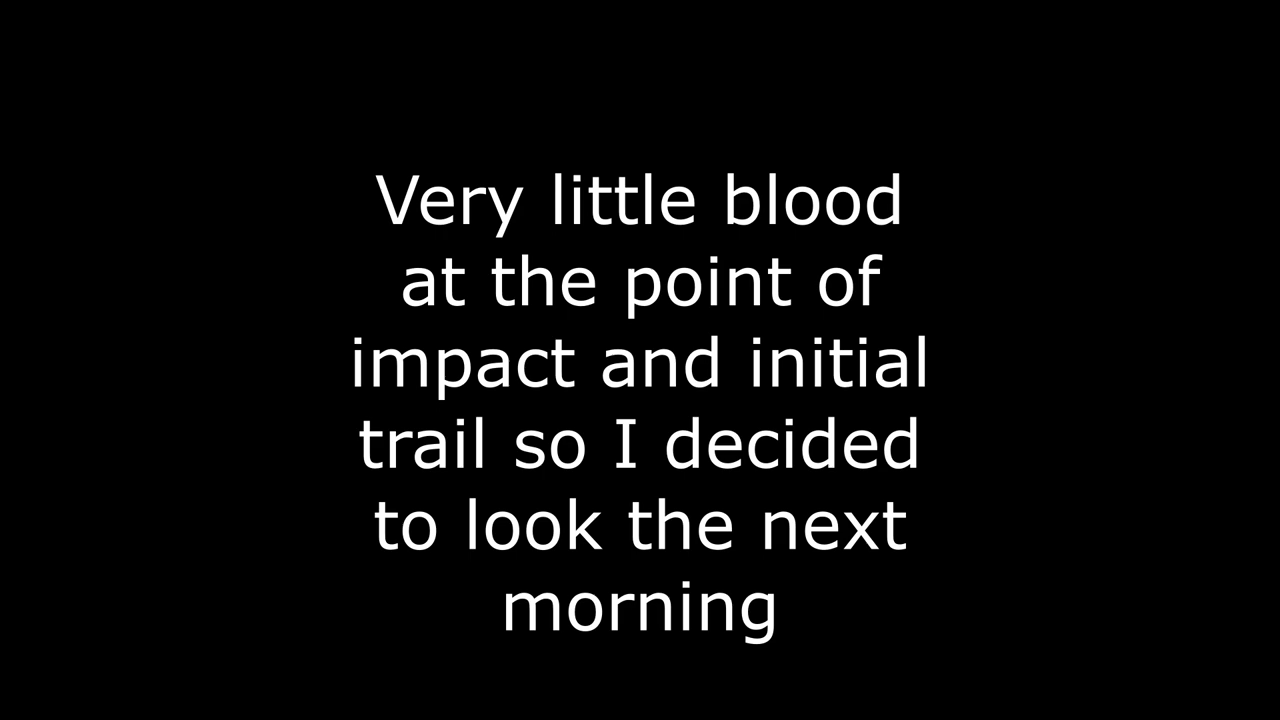 Very little blood
at the point of
impact and initial
trail so I decided
to look the next
morning